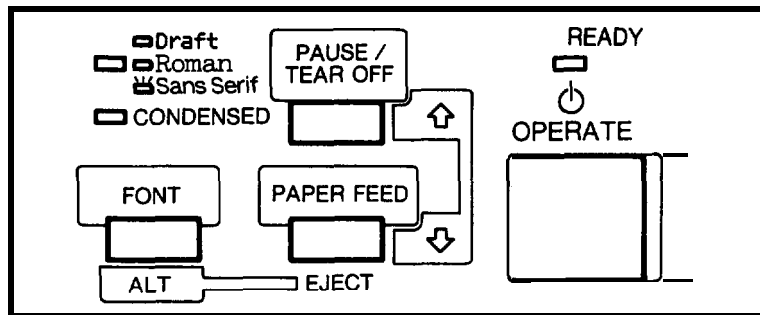 Draft
Roman
Sans Serif
CONDENSED
PAUSE /
TEAR OFF
READY
OPERATE
FONT
PAPER FEED
ALT
EJECT